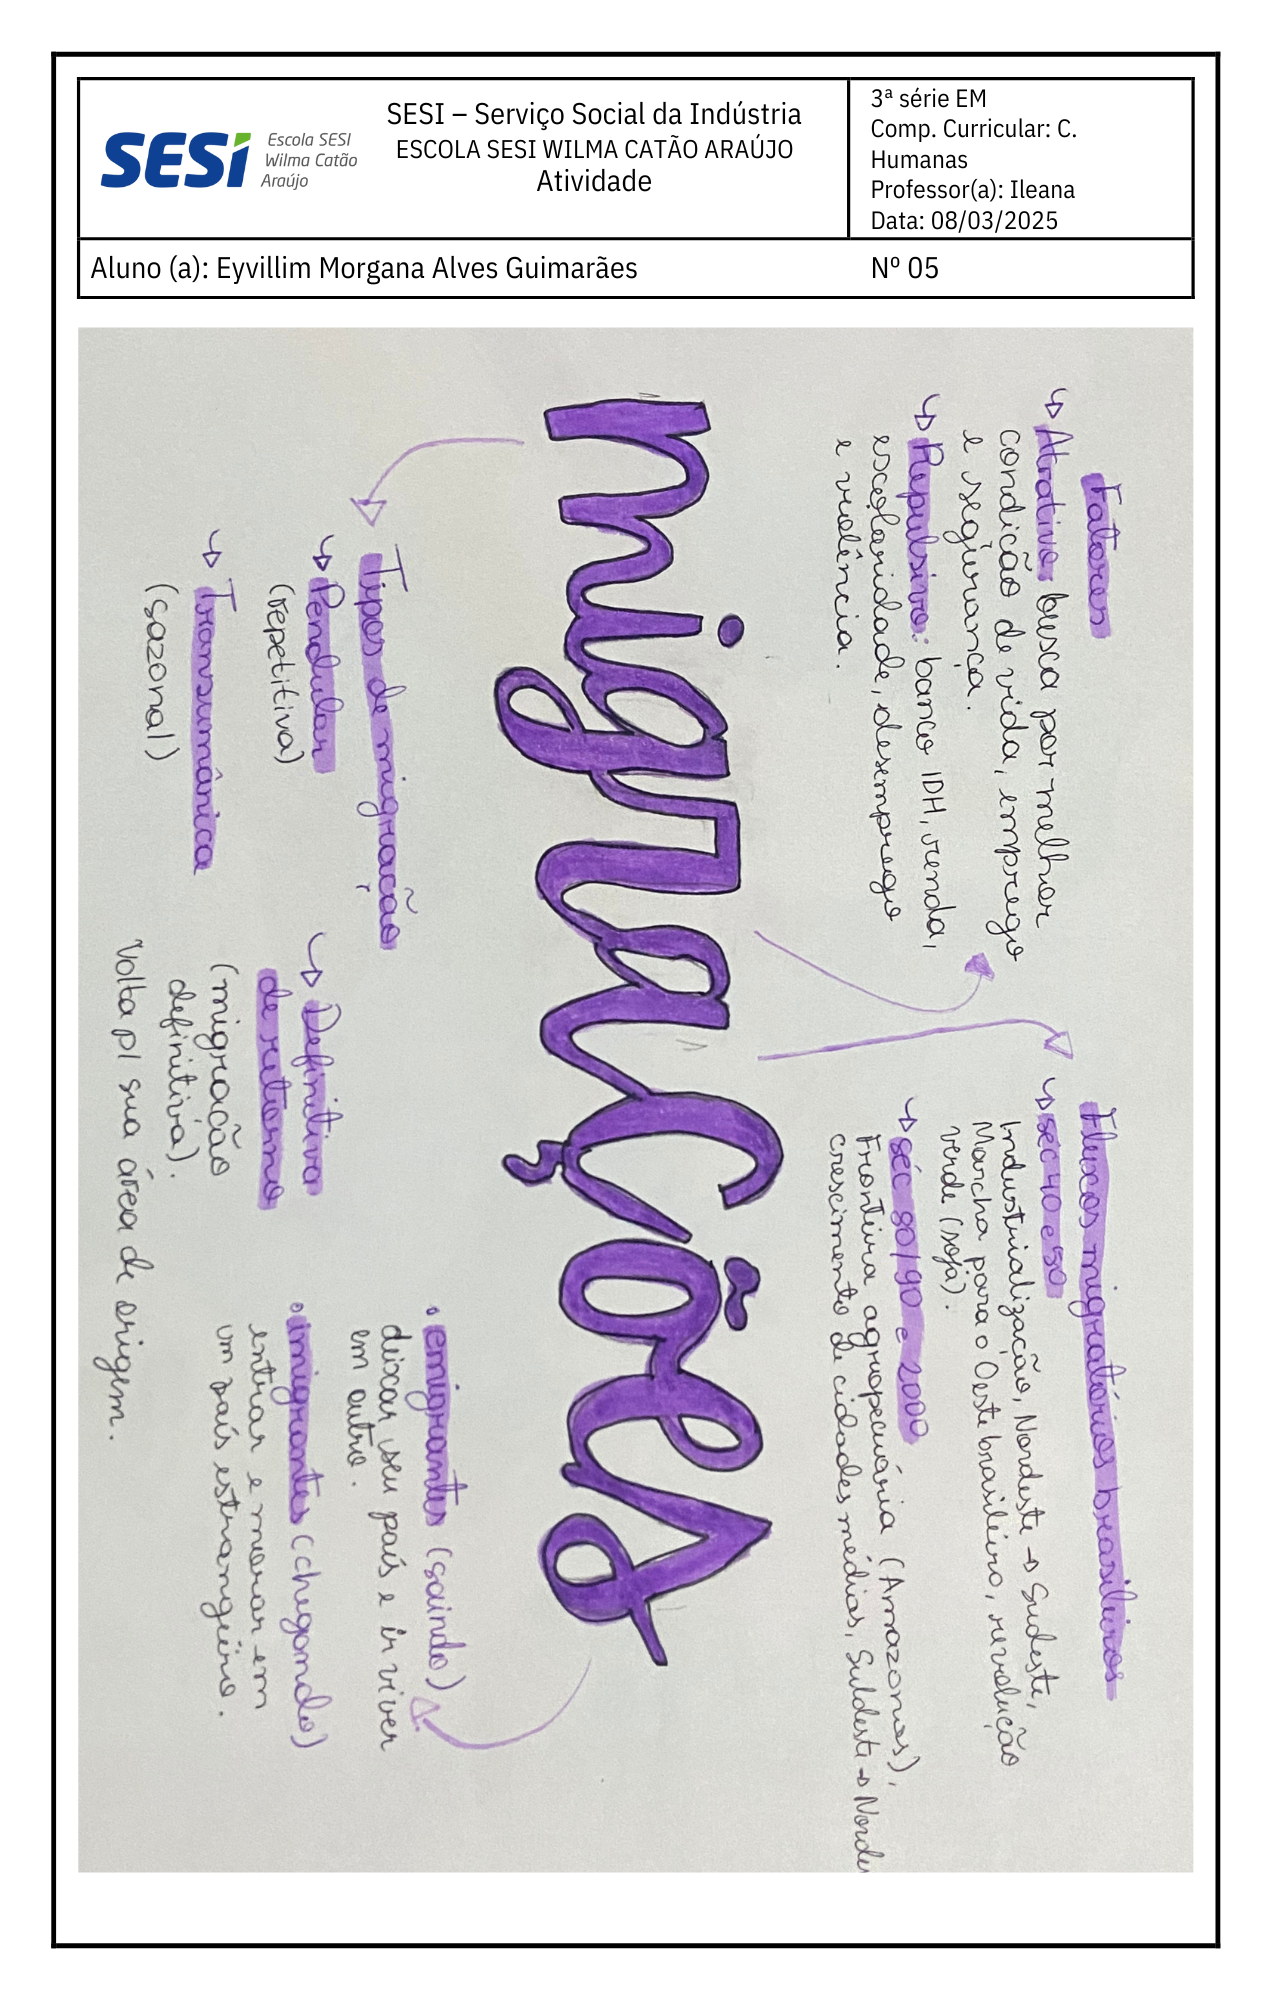 SESI
Escola SESI
Wilma Catão
Araújo
SESI – Serviço Social da Indústria
ESCOLA SESI WILMA CATÃO ARAÚJO
Atividade
3ª série EM
Comp. Curricular: C.
Humanas
Professor(a): Ileana
Data: 08/03/2025
Aluno (a): Eyvillim Morgana Alves Guimarães
Nº 05
Fatores
↳ Atrativo busca por melhor
condição de vida, emprego
e segurança.
↳ Repulsivo: banco IDH, renda,
escolaridade, desemprego
e violência.
Fluxos migratórios brasileiros
↳ séc 40 e 50
Industrialização, Nordeste → Sudeste,
Marcha para o Oeste brasileiro, revolução
verde (soja).
↳ séc 80/90 e 2000
Fronteira agropecuária (Amazonas),
crescimento de cidades médias, Suldeste → Norde
migrações
Tipos de migração
↳ Pendular
(repetitiva)
↳ Transumânica
(sazonal)
↳ Definitiva
de retorno
(migração
definitiva).
Volta p/ sua área de origem.
• emigrantes (saindo)
deixar seu país e ir viver
em outro.
• imigrantes (chegando)
entrar e morar em
um país estrangeiro.